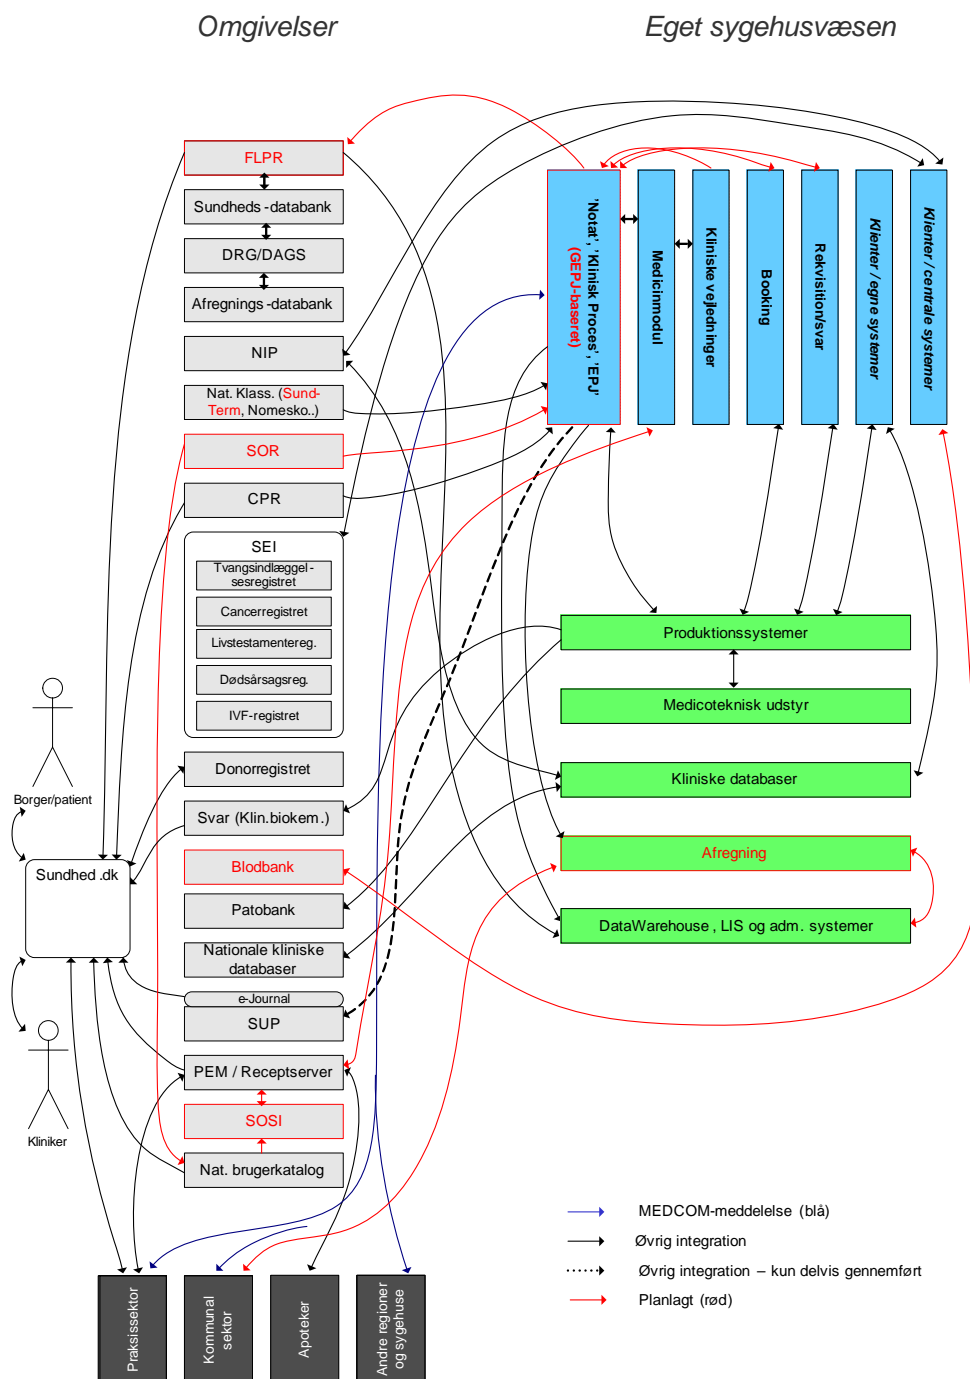 Omgivelser
Eget sygehusvæsen
FLPR
Sundheds-databank
DRG/DAGS
Afregnings-databank
NIP
Nat. Klass. (Sund-
Term, Nomesko..)
SOR
CPR
SEI
Tvangsindlæggel-
sesregistret
Cancerregistret
Livstestamentereg.
Dødsårsagsreg.
IVF-registret
Donorregistret
Svar (Klin.biokem.)
Blodbank
Patobank
Nationale kliniske
databaser
e-Journal
SUP
PEM / Receptserver
SOSI
Nat. brugerkatalog
Borger/patient
Sundhed .dk
Kliniker
'Notat', 'Klinisk Proces', 'EPJ'
(GEPJ-baseret)
Medicinmodul
Kliniske vejledninger
Booking
Rekvisition/svar
Klienter / egne systemer
Klienter / centrale systemer
Produktionssystemer
Medicoteknisk udstyr
Kliniske databaser
Afregning
DataWarehouse , LIS og adm. systemer
MEDCOM-meddelelse (blå)
Øvrig integration
Øvrig integration – kun delvis gennemført
Planlagt (rød)
Praksissektor
Kommunal
sektor
Apoteker
Andre regioner
og sygehuse